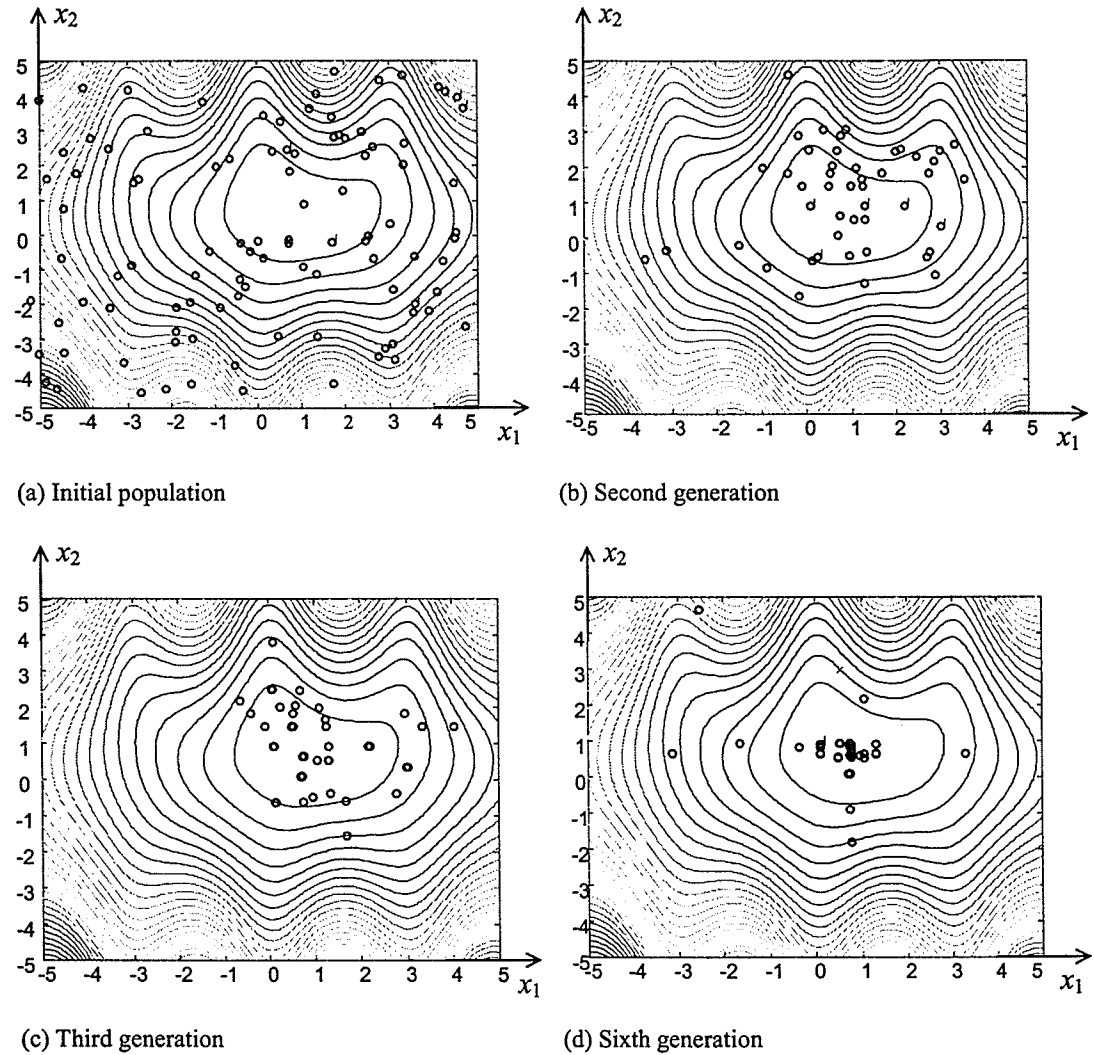 x2
5
4
3
2
1
0
-1
-2
-3
-4
-5
-5 -4 -3 -2 -1 0 1 2 3 4 5
x1
(a) Initial population
x2
5
4
3
2
1
0
-1
-2
-3
-4
-5
-5 -4 -3 -2 -1 0 1 2 3 4 5
x1
(b) Second generation
x2
5
4
3
2
1
0
-1
-2
-3
-4
-5
-5 -4 -3 -2 -1 0 1 2 3 4 5
x1
(c) Third generation
x2
5
4
3
2
1
0
-1
-2
-3
-4
-5
-5 -4 -3 -2 -1 0 1 2 3 4 5
x1
(d) Sixth generation